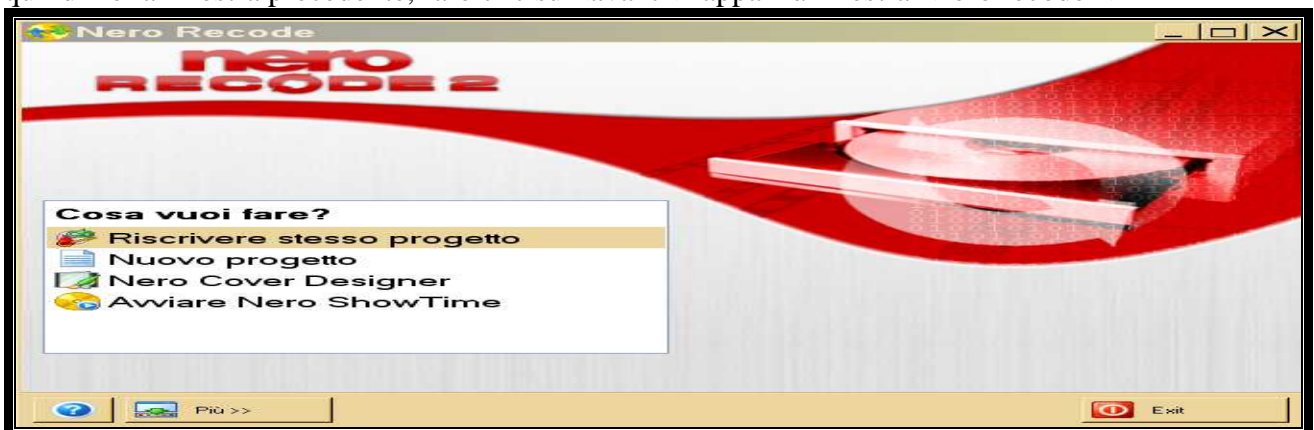 Nero Recode
nero
RECODE 2
Cosa vuoi fare?
Riscrivere stesso progetto
Nuovo progetto
Nero Cover Designer
Avviare Nero ShowTime
Più >>
Exit